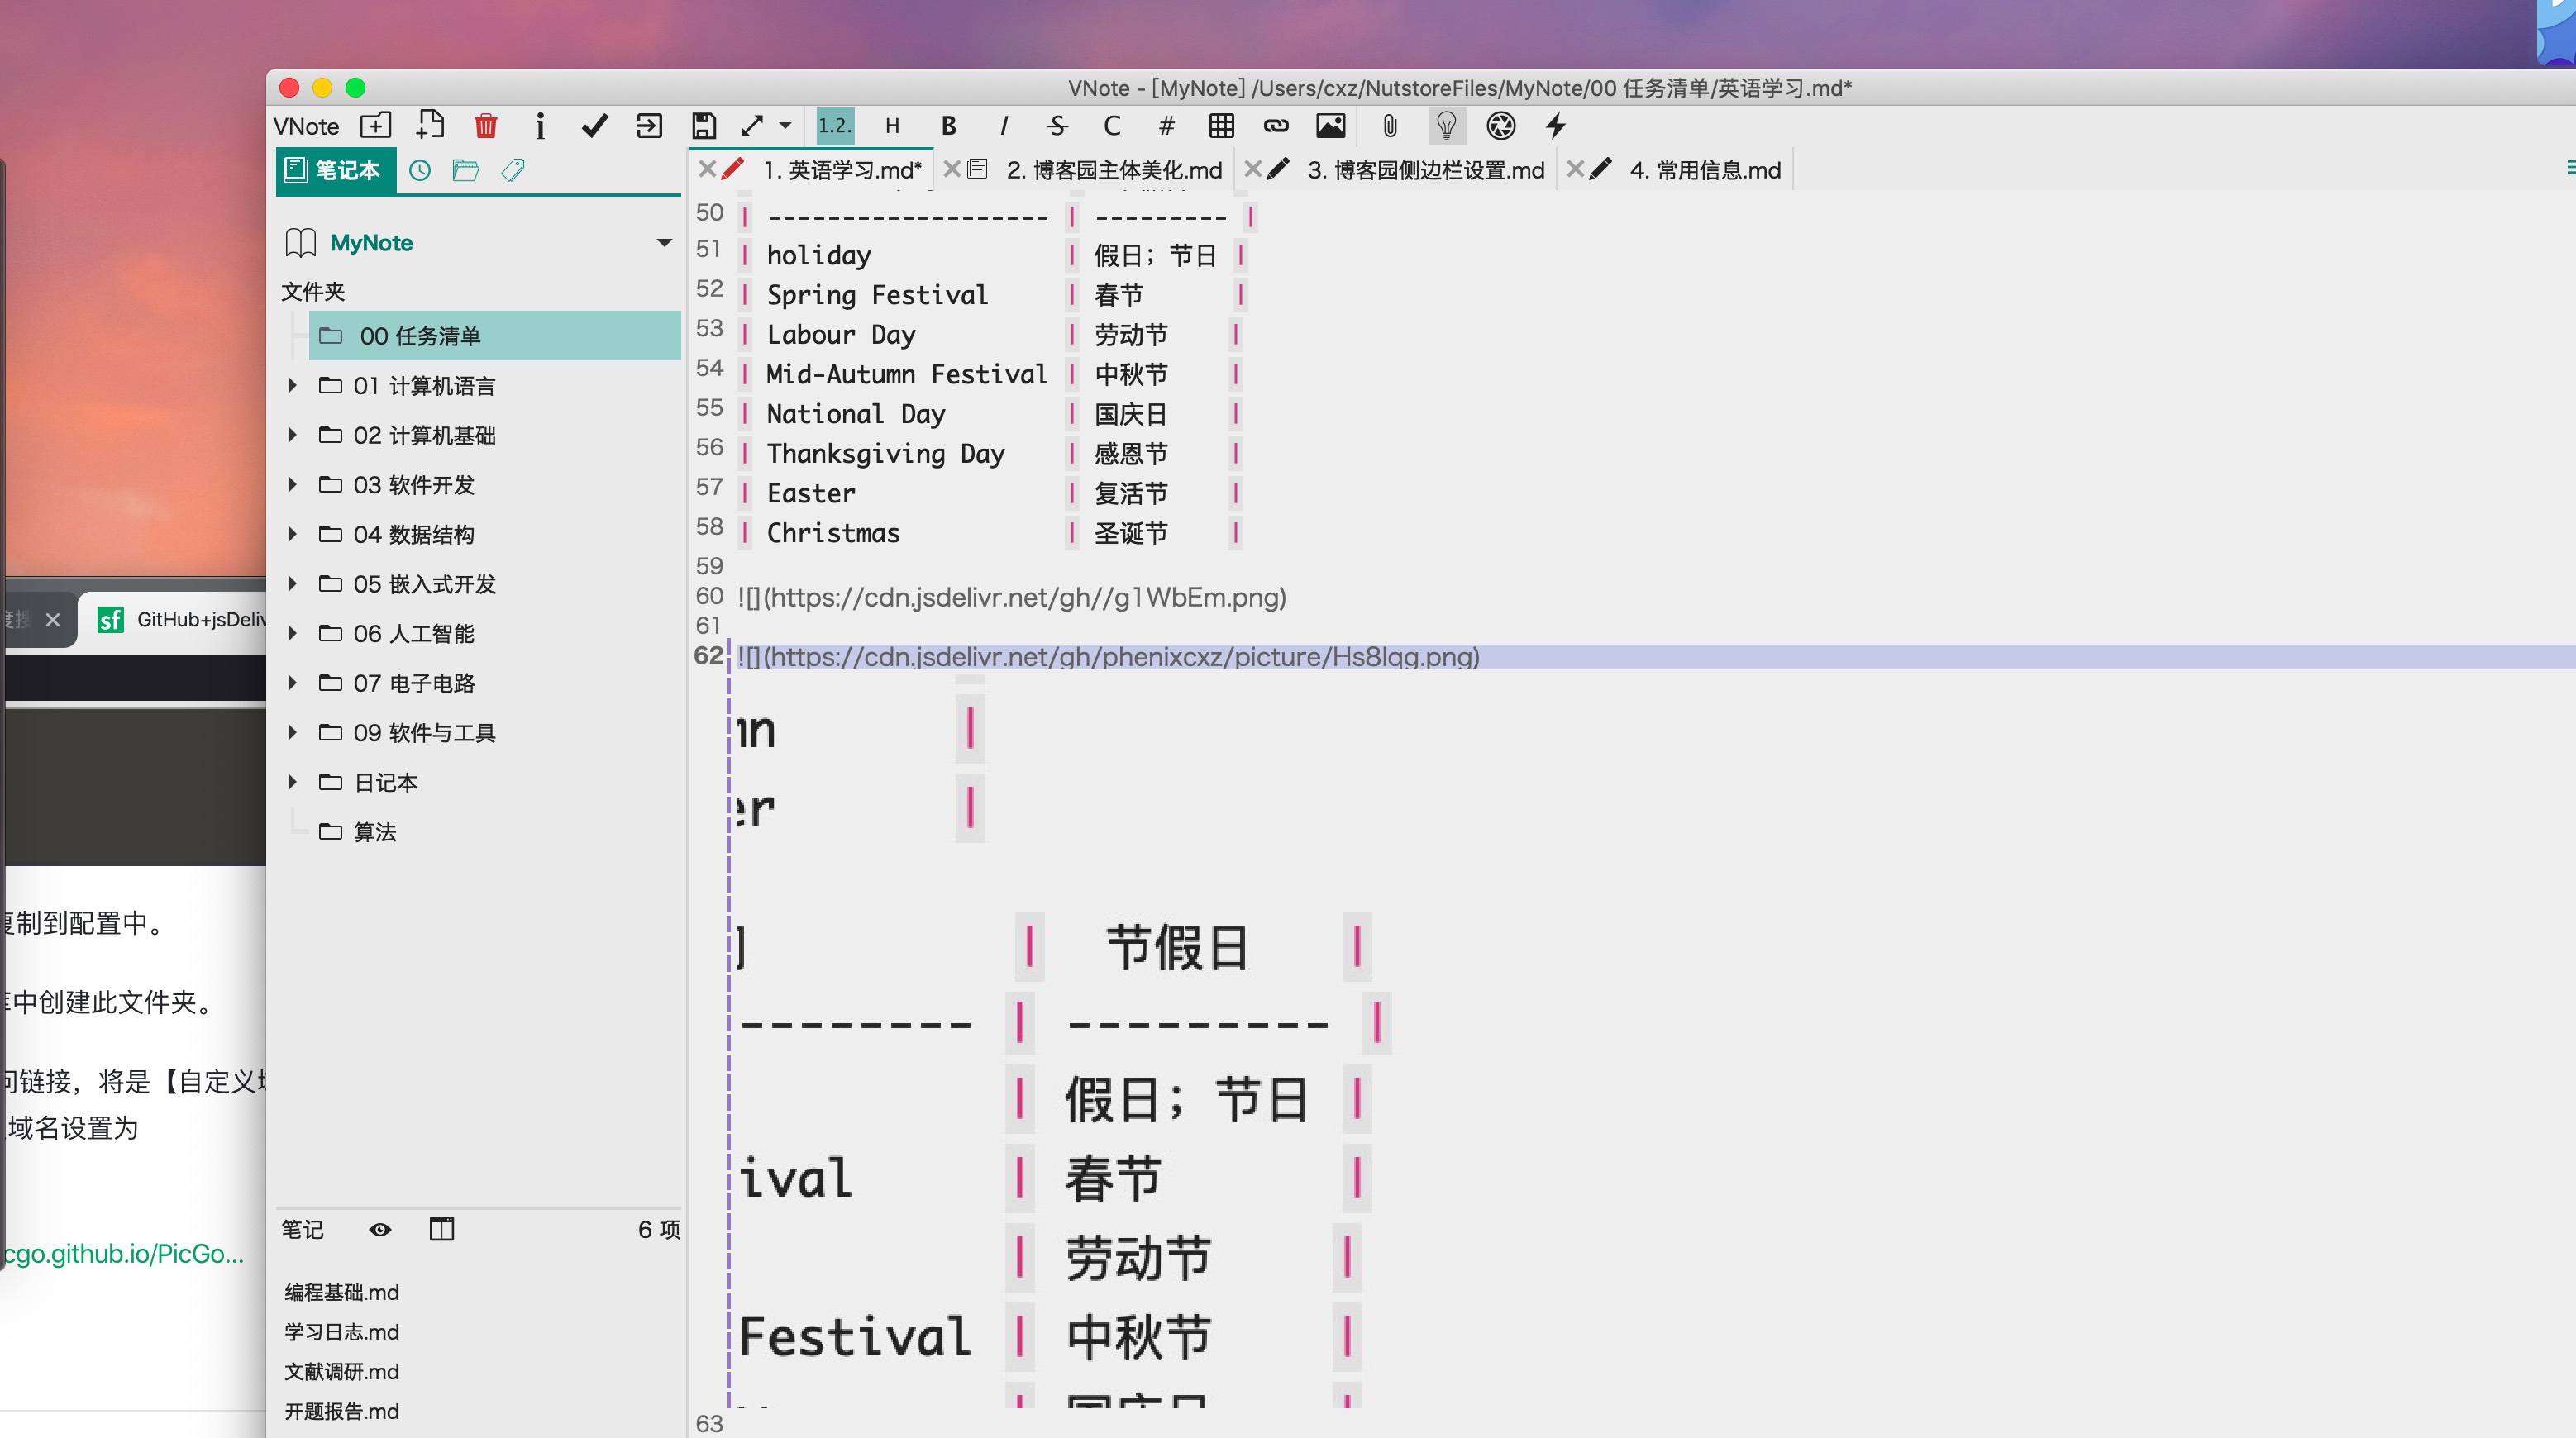 VNote - [MyNote] /Users/cxz/NutstoreFiles/MyNote/00 任务清单/英语学习.md*
VNote 1.2. H B I S C #
笔记本
1. 英语学习.md*
2. 博客园主体美化.md
3. 博客园侧边栏设置.md
4. 常用信息.md
MyNote
文件夹
00 任务清单
01 计算机语言
02 计算机基础
03 软件开发
04 数据结构
05 嵌入式开发
06 人工智能
07 电子电路
09 软件与工具
日记本
算法
笔记
6 项
编程基础.md
学习日志.md
文献调研.md
开题报告.md
50 | ------------------- | --------- |
51 | holiday | 假日；节日 |
52 | Spring Festival | 春节 |
53 | Labour Day | 劳动节 |
54 | Mid-Autumn Festival | 中秋节 |
55 | National Day | 国庆日 |
56 | Thanksgiving Day | 感恩节 |
57 | Easter | 复活节 |
58 | Christmas | 圣诞节 |
59
60 ![](https://cdn.jsdelivr.net/gh//g1WbEm.png)
61
62 ![](https://cdn.jsdelivr.net/gh/phenixcxz/picture/Hs8lqg.png)
n |
er |
| 节假日 |
-------- | --------- |
| 假日；节日 |
ival | 春节 |
| 劳动节 |
Festival | 中秋节 |
| 国庆日 |
63
sf GitHub+jsDeliv
制到配置中。
中创建此文件夹。
链接，将是【自定义
域名设置为
cgo.github.io/PicGo...